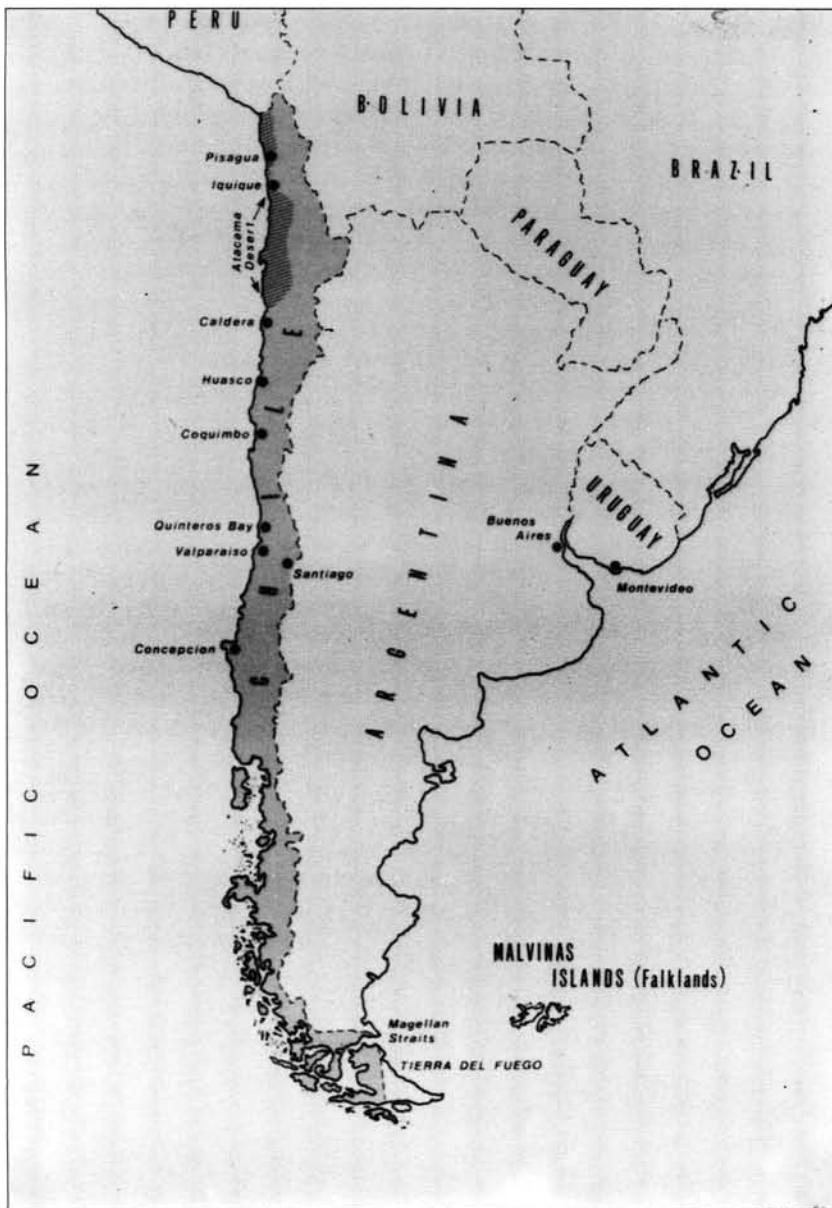 PERU
BOLIVIA
BRAZIL
Pisagua
Iquique
Atacama
Desert
PARAGUAY
Caldera
CHILE
Huasco
Coquimbo
ARGENTINA
URUGUAY
Quinteros Bay
Valparaiso
Santiago
Buenos
Aires
Montevideo
Concepcion
PACIFIC OCEAN
ATLANTIC
OCEAN
MALVINAS
ISLANDS (Falklands)
Magellan
Straits
TIERRA DEL FUEGO